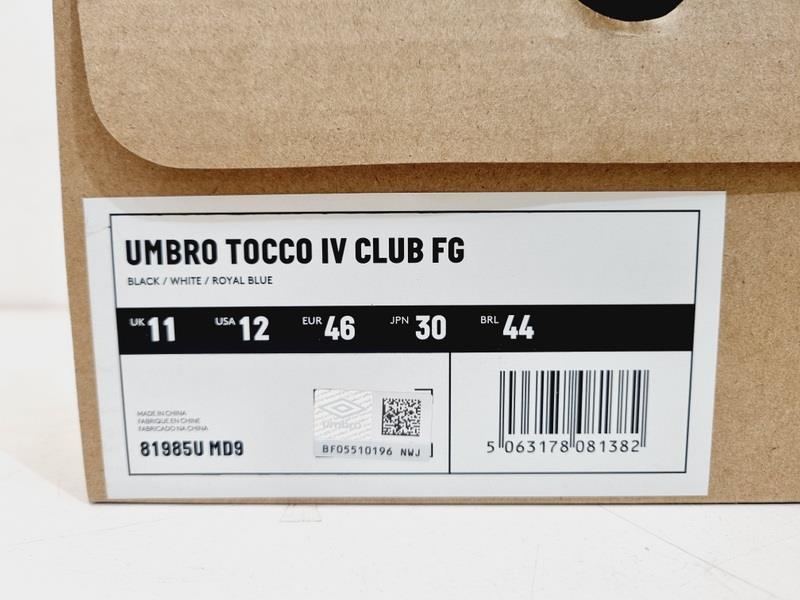 UMBRO TOCCO IV CLUB FG
BLACK / WHITE / ROYAL BLUE
UK 11 USA 12 EUR 46 JPN 30 BRL 44
MADE IN CHINA
FABRIQUE EN CHINE
FABRICADO NA CHINA
81985U MD9
umbro
BF05510196 NWJ
5 063178 081382